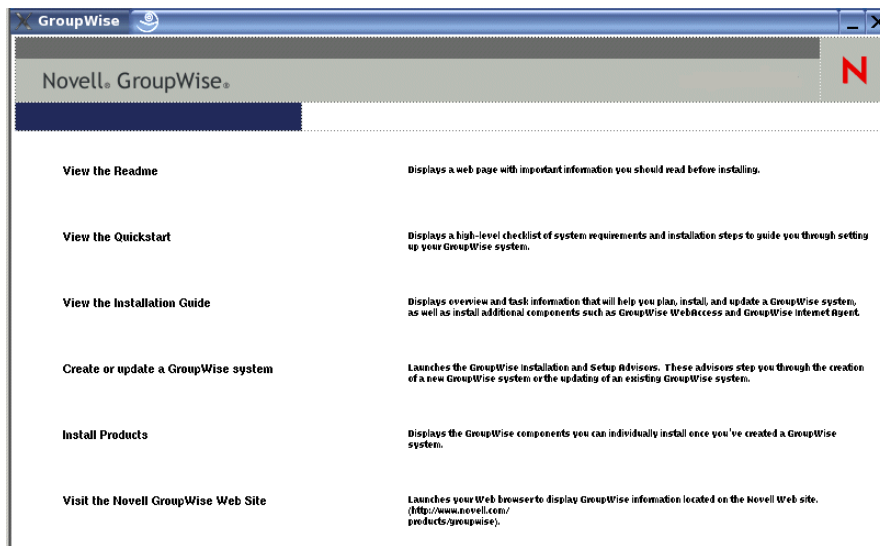 GroupWise
Novell® GroupWise®
N
View the Readme
Displays a web page with important information you should read before installing.
View the Quickstart
Displays a high-level checklist of system requirements and installation steps to guide you through setting
up your GroupWise system.
View the Installation Guide
Displays overview and task information that will help you plan, install, and update a GroupWise system,
as well as install additional components such as GroupWise WebAccess and GroupWise Internet Agent.
Create or update a GroupWise system
Launches the GroupWise Installation and Setup Advisors. These advisors step you through the creation
of a new GroupWise system or the updating of an existing GroupWise system.
Install Products
Displays the GroupWise components you can individually install once you've created a GroupWise
system.
Visit the Novell GroupWise Web Site
Launches your Web browser to display GroupWise information located on the Novell Web site.
(http://www.novell.com/
products/groupwise).